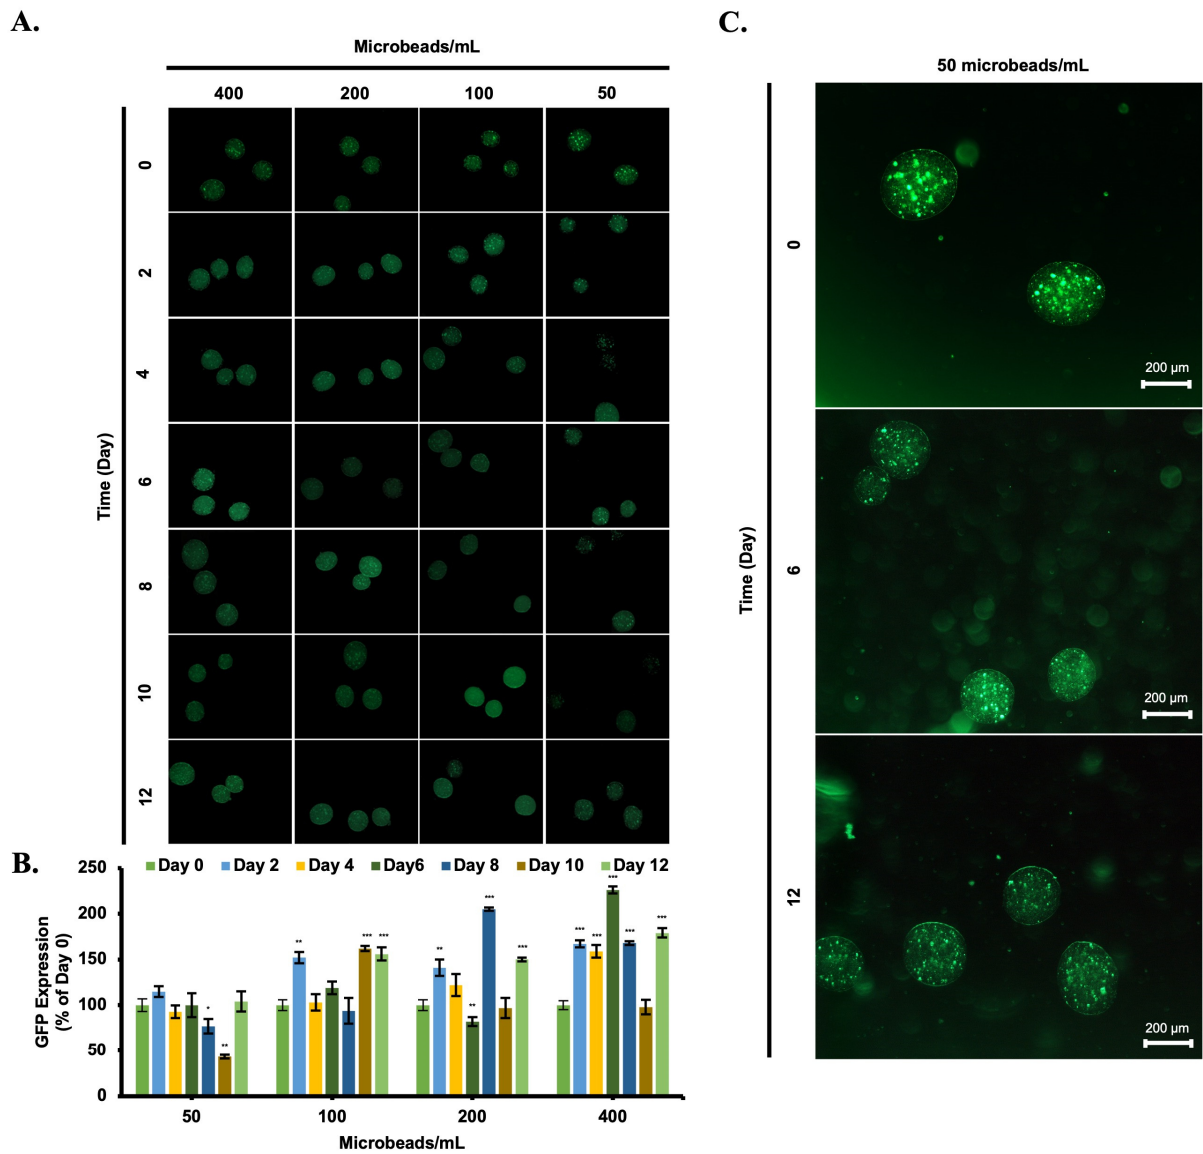 A.
Microbeads/mL
400 200 100 50
Time (Day)
0
2
4
6
8
10
12
B.
Day 0 Day 2 Day 4 Day6 Day 8 Day 10 Day 12
GFP Expression
(% of Day 0)
250
200
150
100
50
0
* ** ** *** *** ** ** *** *** *** *** *** *** ***
50 100 200 400
Microbeads/mL
C.
50 microbeads/mL
Time (Day)
0
200 µm
6
200 µm
12
200 µm